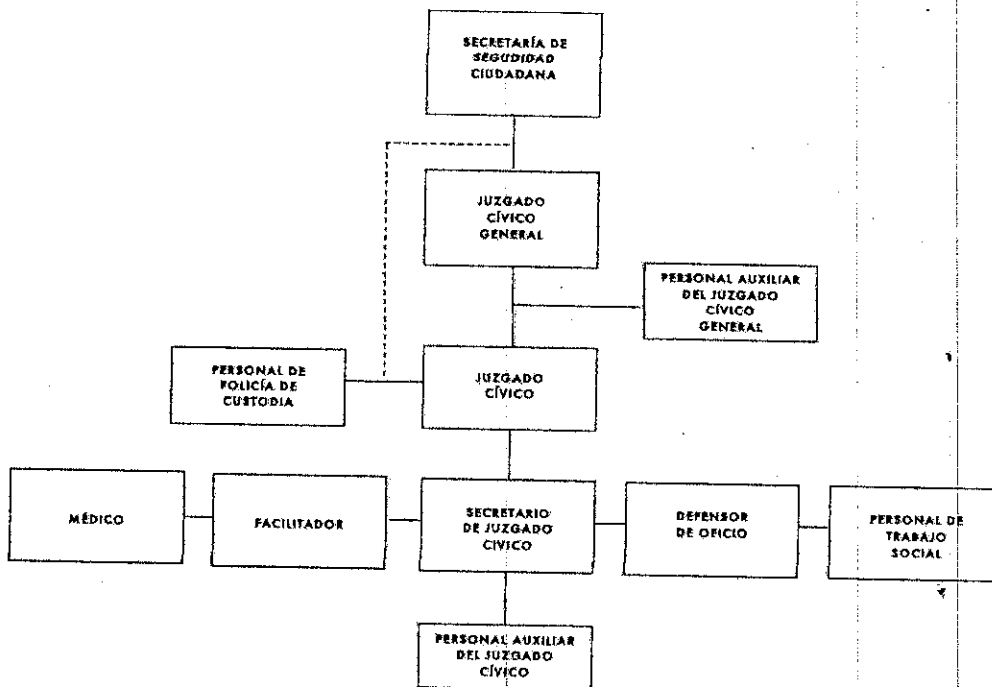 SECRETARÍA DE
SEGUDIDAD
CIUDADANA
JUZGADO
CÍVICO
GENERAL
PERSONAL AUXILIAR
DEL JUZGADO
CÍVICO
GENERAL
PERSONAL DE
POLICÍA DE
CUSTODIA
JUZGADO
CÍVICO
MÉDICO
FACILITADOR
SECRETARIO
DE JUZGADO
CÍVICO
DEFENSOR
DE OFICIO
PERSONAL DE
TRABAJO
SOCIAL
PERSONAL AUXILIAR
DEL JUZGADO
CÍVICO